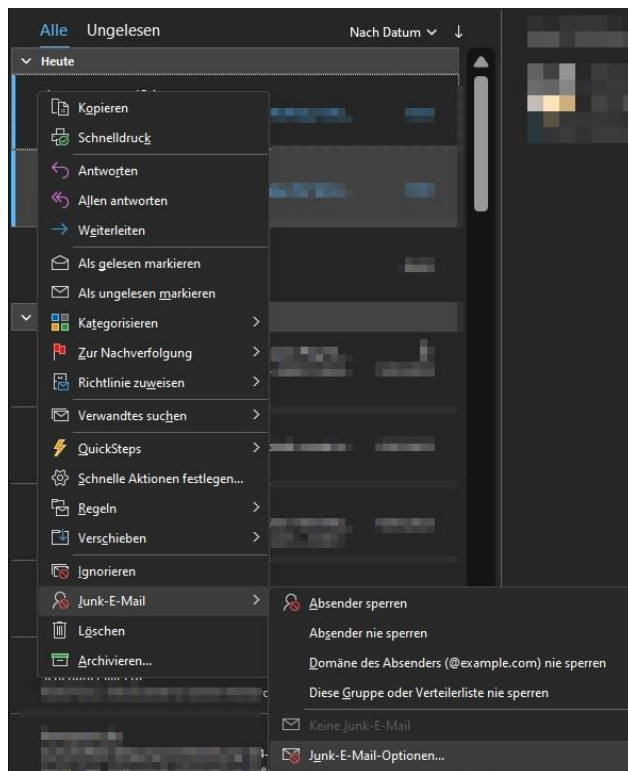 Alle Ungelesen Nach Datum
Heute
Kopieren
Schnelldruck
Antworten
Allen antworten
Weiterleiten
Als gelesen markieren
Als ungelesen markieren
Kategorisieren
Zur Nachverfolgung
Richtlinie zuweisen
Verwandtes suchen
QuickSteps
Schnelle Aktionen festlegen...
Regeln
Verschieben
Ignorieren
Junk-E-Mail
Löschen
Archivieren...
Absender sperren
Absender nie sperren
Domäne des Absenders (@example.com) nie sperren
Diese Gruppe oder Verteilerliste nie sperren
Keine Junk-E-Mail
Junk-E-Mail-Optionen...